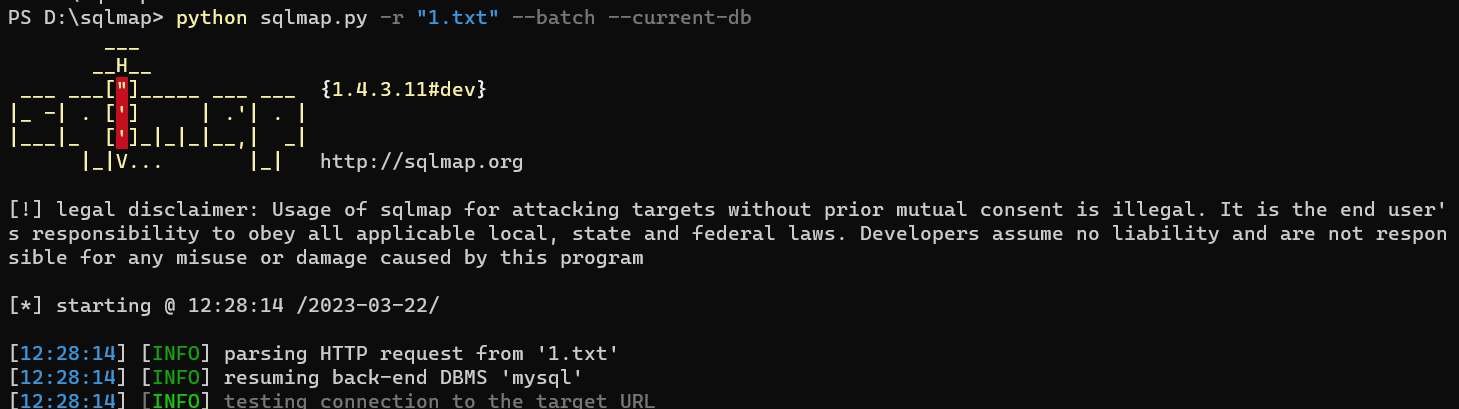 PS D:\sqlmap> python sqlmap.py -r "1.txt" --batch --current-db
        ___
       __H__
 ___ ___["]_____ ___ ___  {1.4.3.11#dev}
|_ -| . [']     | .'| . |
|___|_  [']_|_|_|__,|  _|
      |_|V...       |_|   http://sqlmap.org
[!] legal disclaimer: Usage of sqlmap for attacking targets without prior mutual consent is illegal. It is the end user'
s responsibility to obey all applicable local, state and federal laws. Developers assume no liability and are not respon
sible for any misuse or damage caused by this program
[*] starting @ 12:28:14 /2023-03-22/
[12:28:14] [INFO] parsing HTTP request from '1.txt'
[12:28:14] [INFO] resuming back-end DBMS 'mysql'
[12:28:14] [INFO] testing connection to the target URL